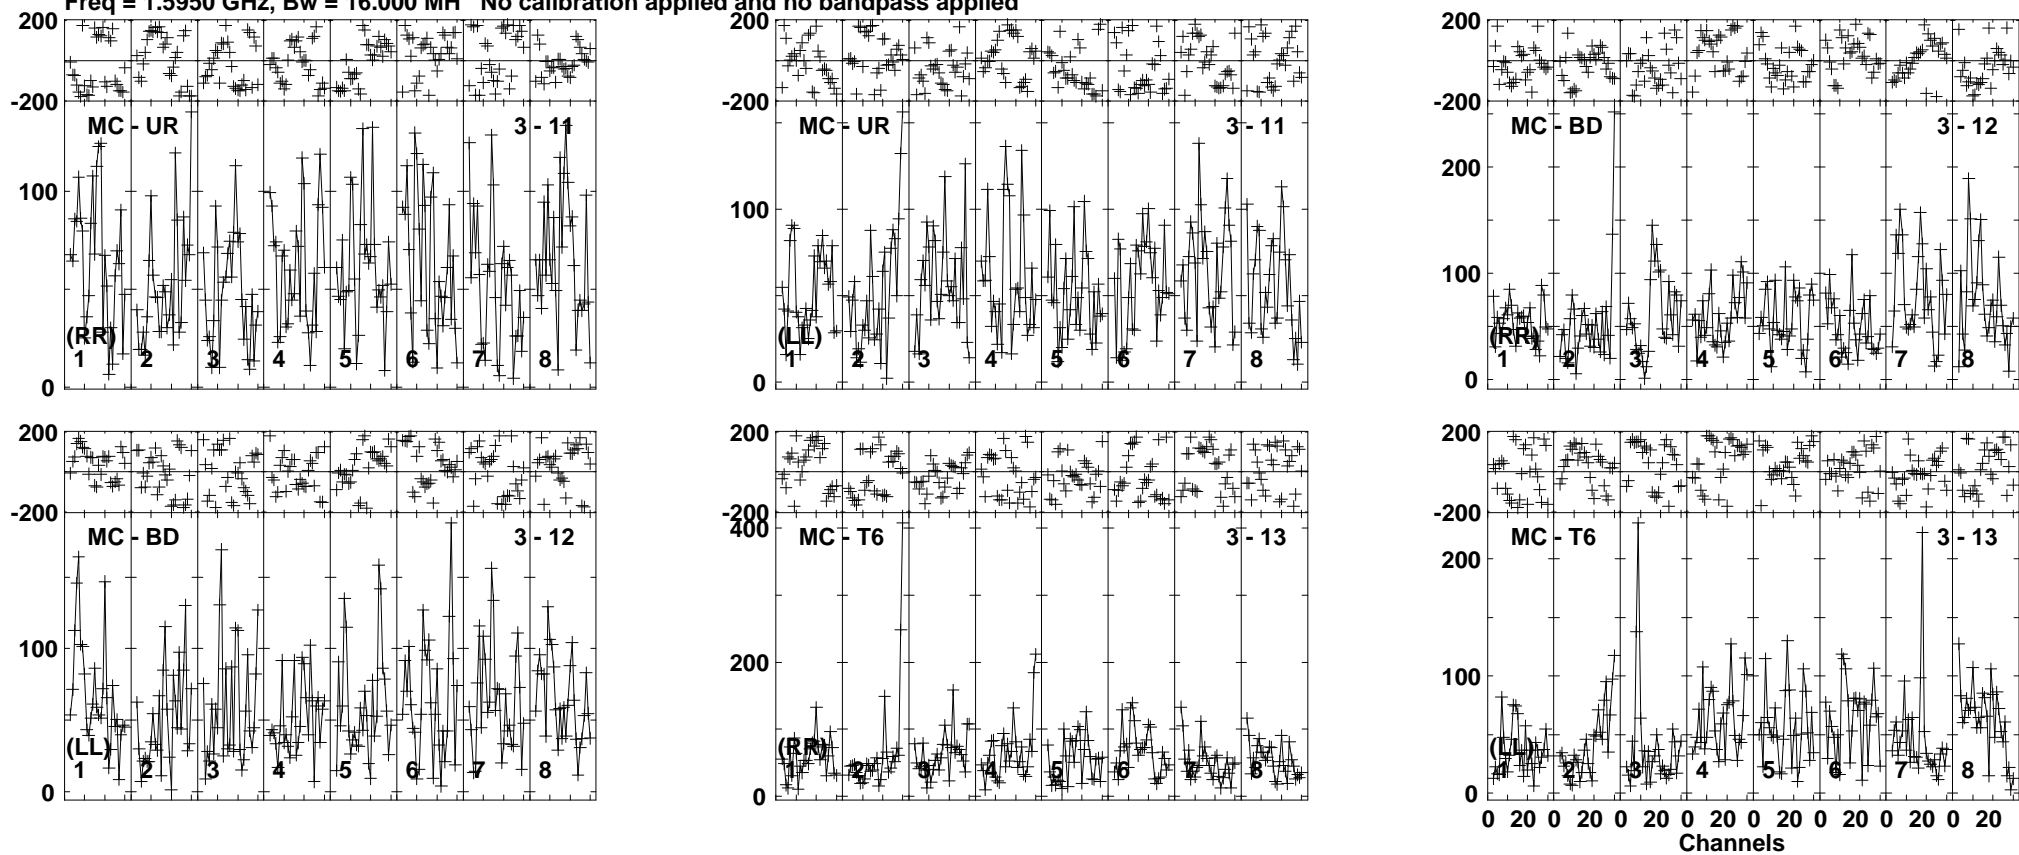 Freq = 1.5950 GHz, Bw = 16.000 MH No calibration applied and no bandpass applied
200
-200
MC - UR 3 - 11
100
(RR)
1 2 3 4 5 6 7 8
0
200
-200
MC - UR 3 - 11
100
(LL)
1 2 3 4 5 6 7 8
0
200
-200
MC - BD 3 - 12
200
100
(RR)
1 2 3 4 5 6 7 8
0
200
-200
MC - BD 3 - 12
100
(LL)
1 2 3 4 5 6 7 8
0
200
-200
400
MC - T6 3 - 13
200
(RR)
1 2 3 4 5 6 7 8
0
200
-200
MC - T6 3 - 13
200
100
(LL)
1 2 3 4 5 6 7 8
0
0 20 0 20 0 20 0 20 0 20 0 20 0 20 0 20
Channels